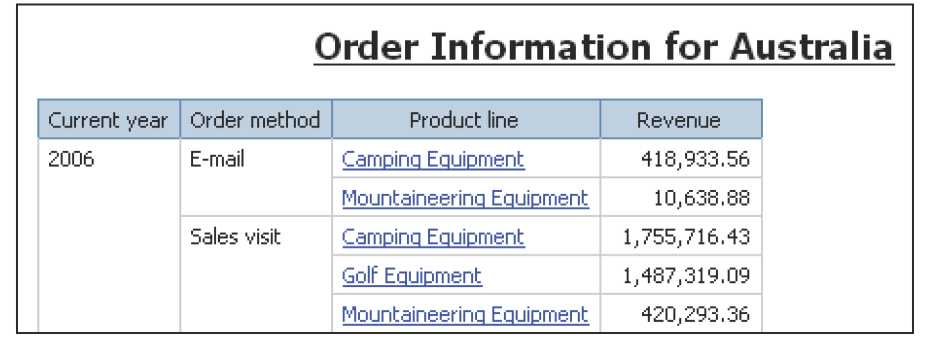 Order Information for Australia
Current year Order method Product line Revenue
2006 E-mail Camping Equipment 418,933.56
Mountaineering Equipment 10,638.88
Sales visit Camping Equipment 1,755,716.43
Golf Equipment 1,487,319.09
Mountaineering Equipment 420,293.36